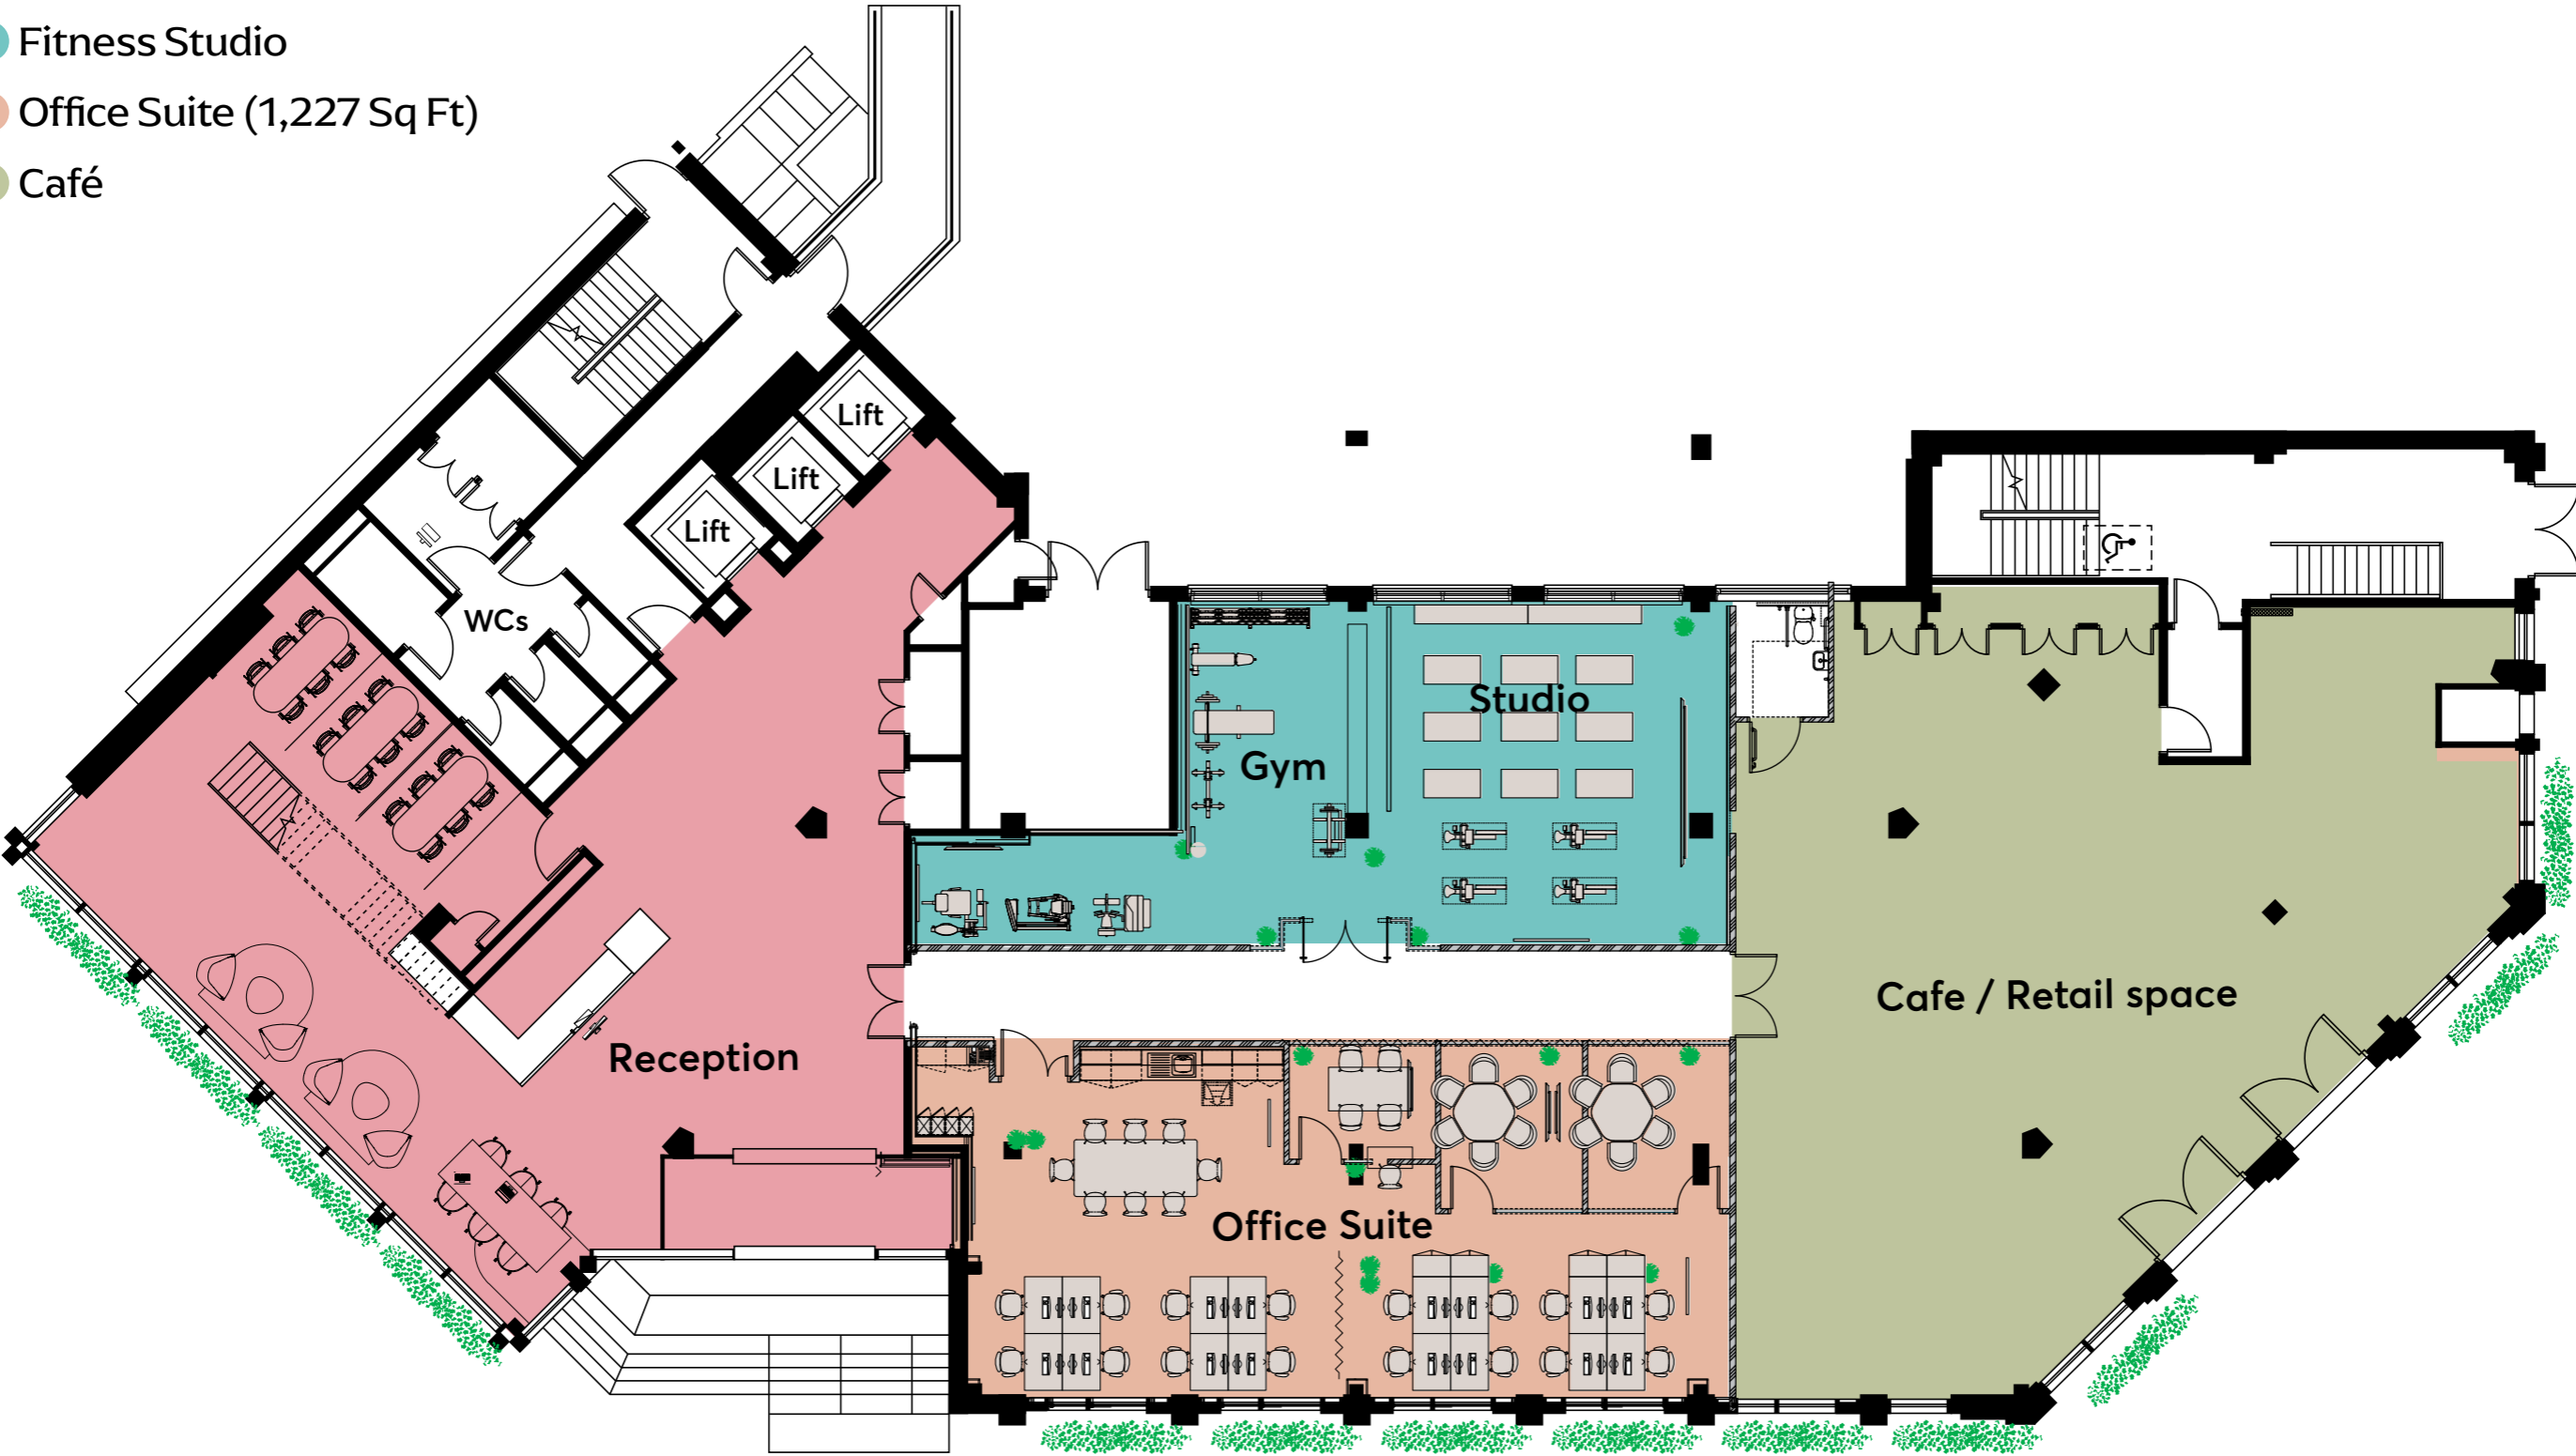 Fitness Studio
Office Suite (1,227 Sq Ft)
Café
Lift
Lift
Lift
WCs
Studio
Gym
Cafe / Retail space
Reception
Office Suite